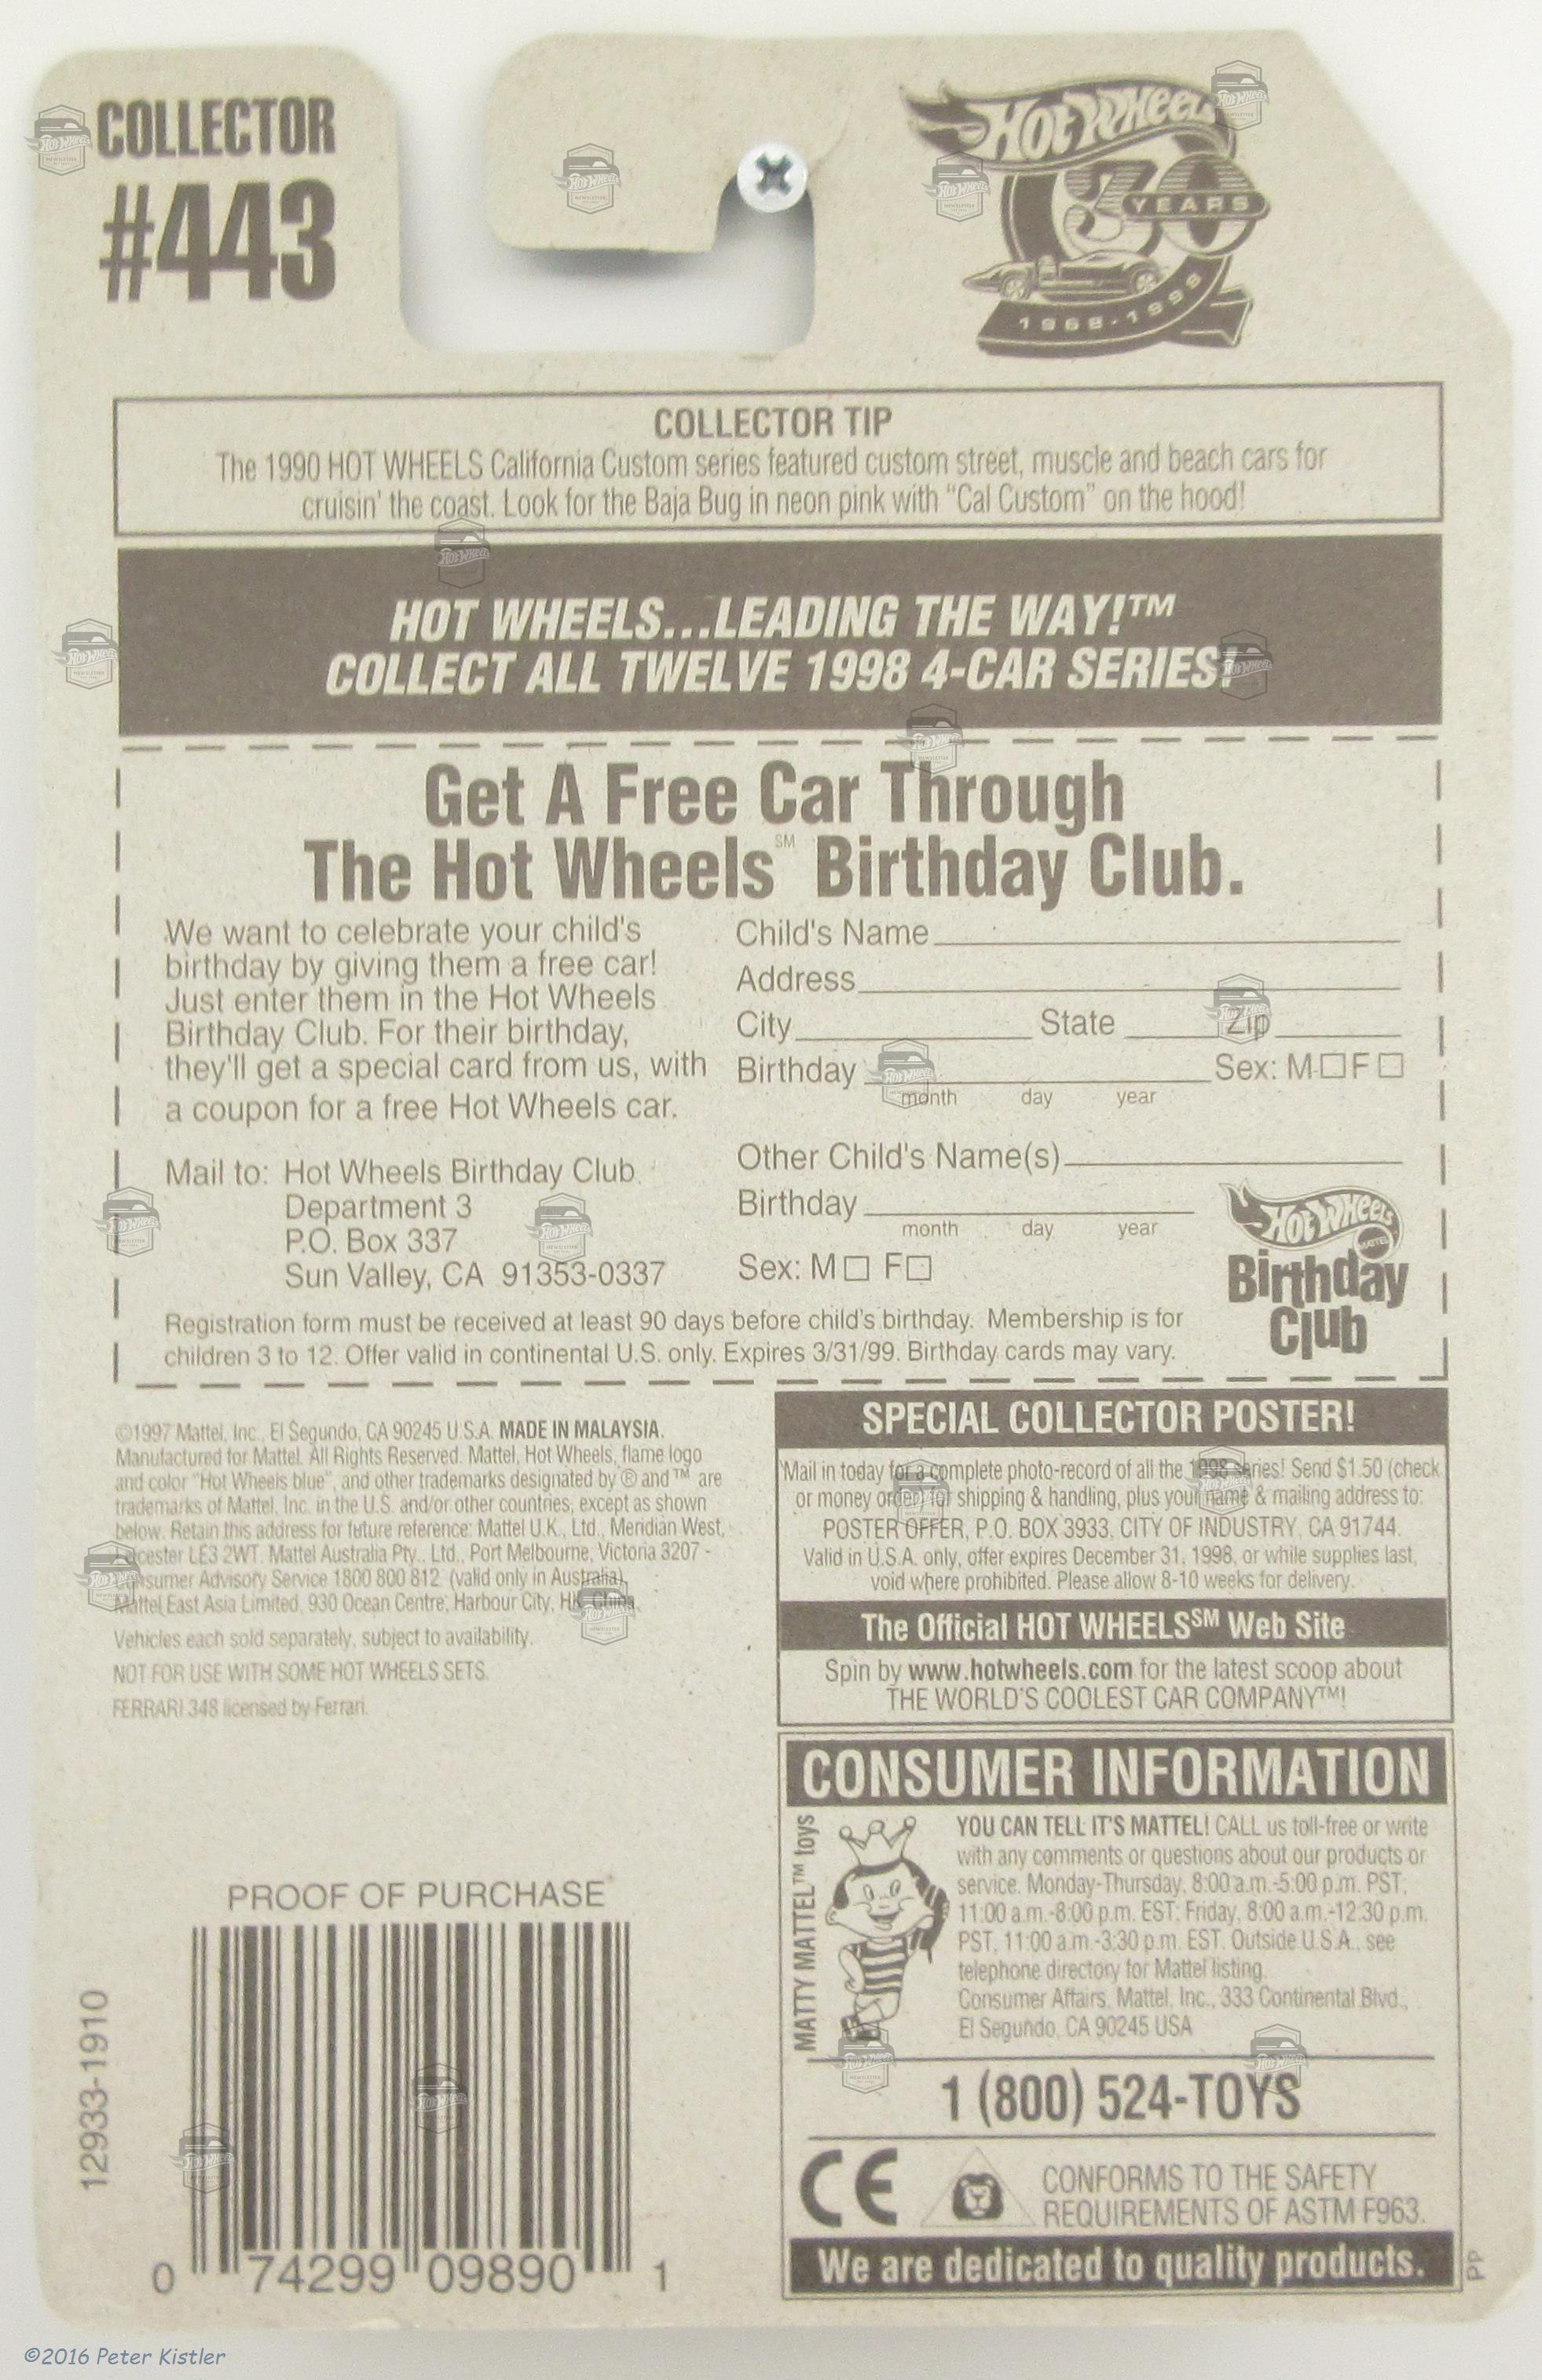 COLLECTOR
#443
HOT WHEELS
30
YEARS
1968-1998
COLLECTOR TIP
The 1990 HOT WHEELS California Custom series featured custom street, muscle and beach cars for
cruisin' the coast. Look for the Baja Bug in neon pink with "Cal Custom" on the hood!
HOT WHEELS...LEADING THE WAY!™
COLLECT ALL TWELVE 1998 4-CAR SERIES!
Get A Free Car Through
The Hot Wheels℠ Birthday Club.
We want to celebrate your child's
birthday by giving them a free car!
Just enter them in the Hot Wheels
Birthday Club. For their birthday,
they'll get a special card from us, with
a coupon for a free Hot Wheels car.
Mail to: Hot Wheels Birthday Club
Department 3
P.O. Box 337
Sun Valley, CA 91353-0337
Child's Name
Address
City State Zip
Birthday Sex: M F
month day year
Other Child's Name(s)
Birthday
month day year
Sex: M F
HOT WHEELS
MATTEL
Birthday
Club
Registration form must be received at least 90 days before child's birthday. Membership is for
children 3 to 12. Offer valid in continental U.S. only. Expires 3/31/99. Birthday cards may vary.
©1997 Mattel, Inc., El Segundo, CA 90245 U.S.A. MADE IN MALAYSIA.
Manufactured for Mattel. All Rights Reserved. Mattel, Hot Wheels, flame logo
and color "Hot Wheels blue", and other trademarks designated by ® and ™ are
trademarks of Mattel, Inc. in the U.S. and/or other countries, except as shown
below. Retain this address for future reference: Mattel U.K., Ltd., Meridian West,
Leicester LE3 2WT. Mattel Australia Pty., Ltd., Port Melbourne, Victoria 3207 -
Consumer Advisory Service 1800 800 812 (valid only in Australia).
Mattel East Asia Limited, 930 Ocean Centre, Harbour City, HK, China.
Vehicles each sold separately, subject to availability.
NOT FOR USE WITH SOME HOT WHEELS SETS.
FERRARI 348 licensed by Ferrari.
SPECIAL COLLECTOR POSTER!
Mail in today for a complete photo-record of all the 1998 series! Send $1.50 (check
or money order) for shipping & handling, plus your name & mailing address to:
POSTER OFFER, P.O. BOX 3933, CITY OF INDUSTRY, CA 91744.
Valid in U.S.A. only, offer expires December 31, 1998, or while supplies last,
void where prohibited. Please allow 8-10 weeks for delivery.
The Official HOT WHEELS℠ Web Site
Spin by www.hotwheels.com for the latest scoop about
THE WORLD'S COOLEST CAR COMPANY™!
CONSUMER INFORMATION
MATTY MATTEL™ toys
YOU CAN TELL IT'S MATTEL! CALL us toll-free or write
with any comments or questions about our products or
service. Monday-Thursday, 8:00 a.m.-5:00 p.m. PST;
11:00 a.m.-8:00 p.m. EST; Friday, 8:00 a.m.-12:30 p.m.
PST, 11:00 a.m.-3:30 p.m. EST. Outside U.S.A., see
telephone directory for Mattel listing.
Consumer Affairs, Mattel, Inc., 333 Continental Blvd.,
El Segundo, CA 90245 USA
1 (800) 524-TOYS
CE
CONFORMS TO THE SAFETY
REQUIREMENTS OF ASTM F963.
We are dedicated to quality products.
PP
PROOF OF PURCHASE
12933-1910
0 74299 09890 1
©2016 Peter Kistler